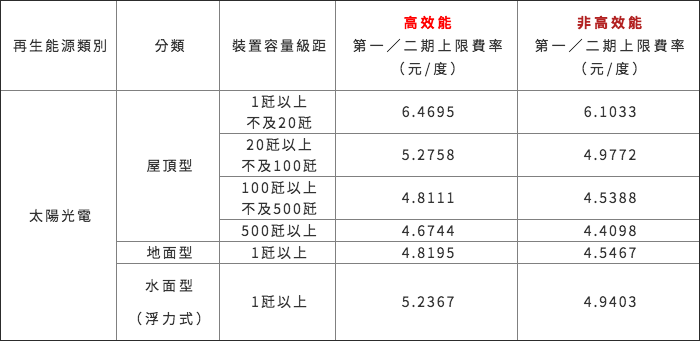 再生能源類別 分類 裝置容量級距 高效能 非高效能
第一／二期上限費率 第一／二期上限費率
（元/度） （元/度）
太陽光電
屋頂型
1瓩以上
不及20瓩
6.4695 6.1033
20瓩以上
不及100瓩
5.2758 4.9772
100瓩以上
不及500瓩
4.8111 4.5388
500瓩以上 4.6744 4.4098
地面型 1瓩以上 4.8195 4.5467
水面型
（浮力式）
1瓩以上 5.2367 4.9403